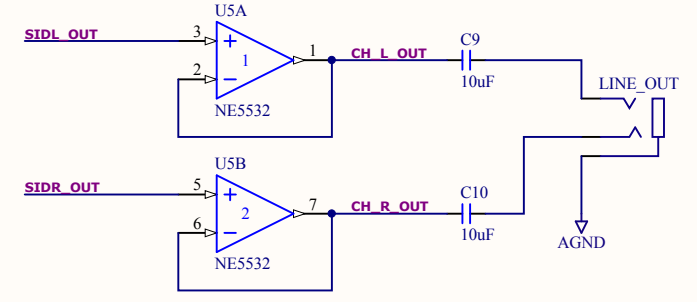 U5A
SIDL_OUT
3
+
1
1
CH_L_OUT
C9
10uF
2
−
NE5532
LINE_OUT
U5B
SIDR_OUT
5
+
2
7
CH_R_OUT
C10
10uF
6
−
NE5532
AGND